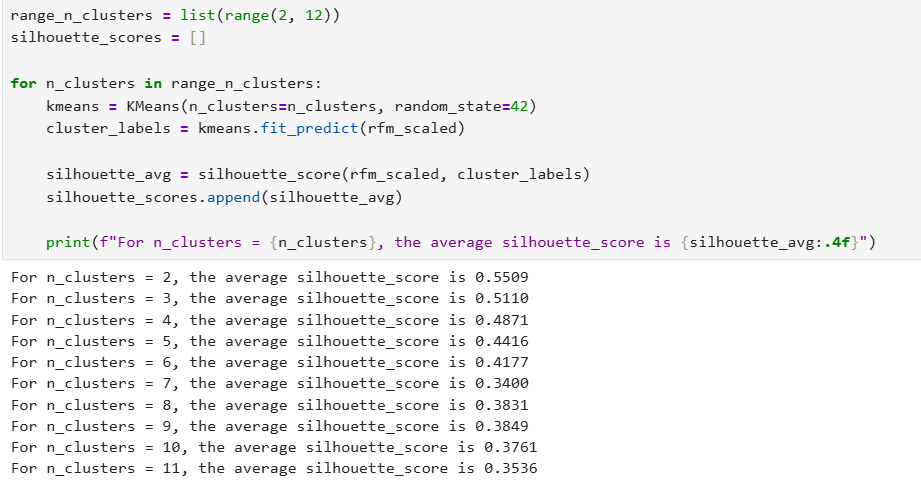 range_n_clusters = list(range(2, 12))
silhouette_scores = []
for n_clusters in range_n_clusters:
    kmeans = KMeans(n_clusters=n_clusters, random_state=42)
    cluster_labels = kmeans.fit_predict(rfm_scaled)
    silhouette_avg = silhouette_score(rfm_scaled, cluster_labels)
    silhouette_scores.append(silhouette_avg)
    print(f"For n_clusters = {n_clusters}, the average silhouette_score is {silhouette_avg:.4f}")
For n_clusters = 2, the average silhouette_score is 0.5509
For n_clusters = 3, the average silhouette_score is 0.5110
For n_clusters = 4, the average silhouette_score is 0.4871
For n_clusters = 5, the average silhouette_score is 0.4416
For n_clusters = 6, the average silhouette_score is 0.4177
For n_clusters = 7, the average silhouette_score is 0.3400
For n_clusters = 8, the average silhouette_score is 0.3831
For n_clusters = 9, the average silhouette_score is 0.3849
For n_clusters = 10, the average silhouette_score is 0.3761
For n_clusters = 11, the average silhouette_score is 0.3536